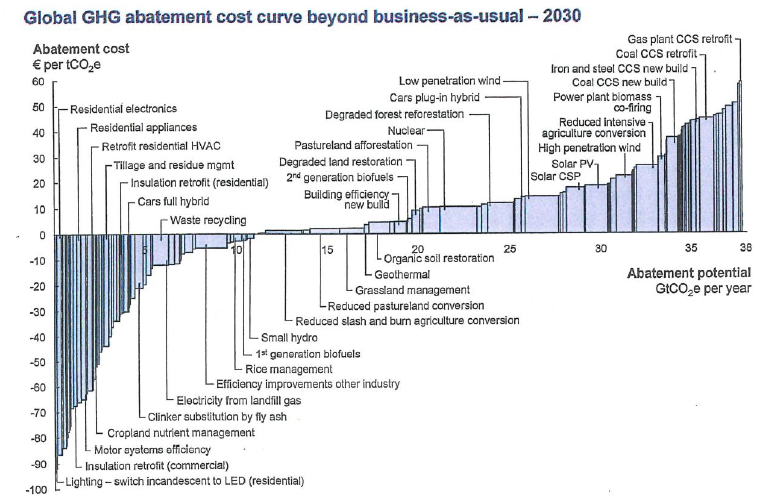 Global GHG abatement cost curve beyond business-as-usual – 2030
Abatement cost
€ per tCO₂e
60
50
40
30
20
10
0
-10
-20
-30
-40
-50
-60
-70
-80
-90
-100
Residential electronics
Residential appliances
Retrofit residential HVAC
Tillage and residue mgmt
Insulation retrofit (residential)
Cars full hybrid
Waste recycling
Low penetration wind
Cars plug-in hybrid
Degraded forest reforestation
Nuclear
Pastureland afforestation
Degraded land restoration
2nd generation biofuels
Building efficiency
new build
Gas plant CCS retrofit
Coal CCS retrofit
Iron and steel CCS new build
Coal CCS new build
Power plant biomass
co-firing
Reduced intensive
agriculture conversion
High penetration wind
Solar PV
Solar CSP
5
10
15
20
25
30
35
38
Abatement potential
GtCO₂e per year
Organic soil restoration
Geothermal
Grassland management
Reduced pastureland conversion
Reduced slash and burn agriculture conversion
Small hydro
1st generation biofuels
Rice management
Efficiency improvements other industry
Electricity from landfill gas
Clinker substitution by fly ash
Cropland nutrient management
Motor systems efficiency
Insulation retrofit (commercial)
Lighting – switch incandescent to LED (residential)